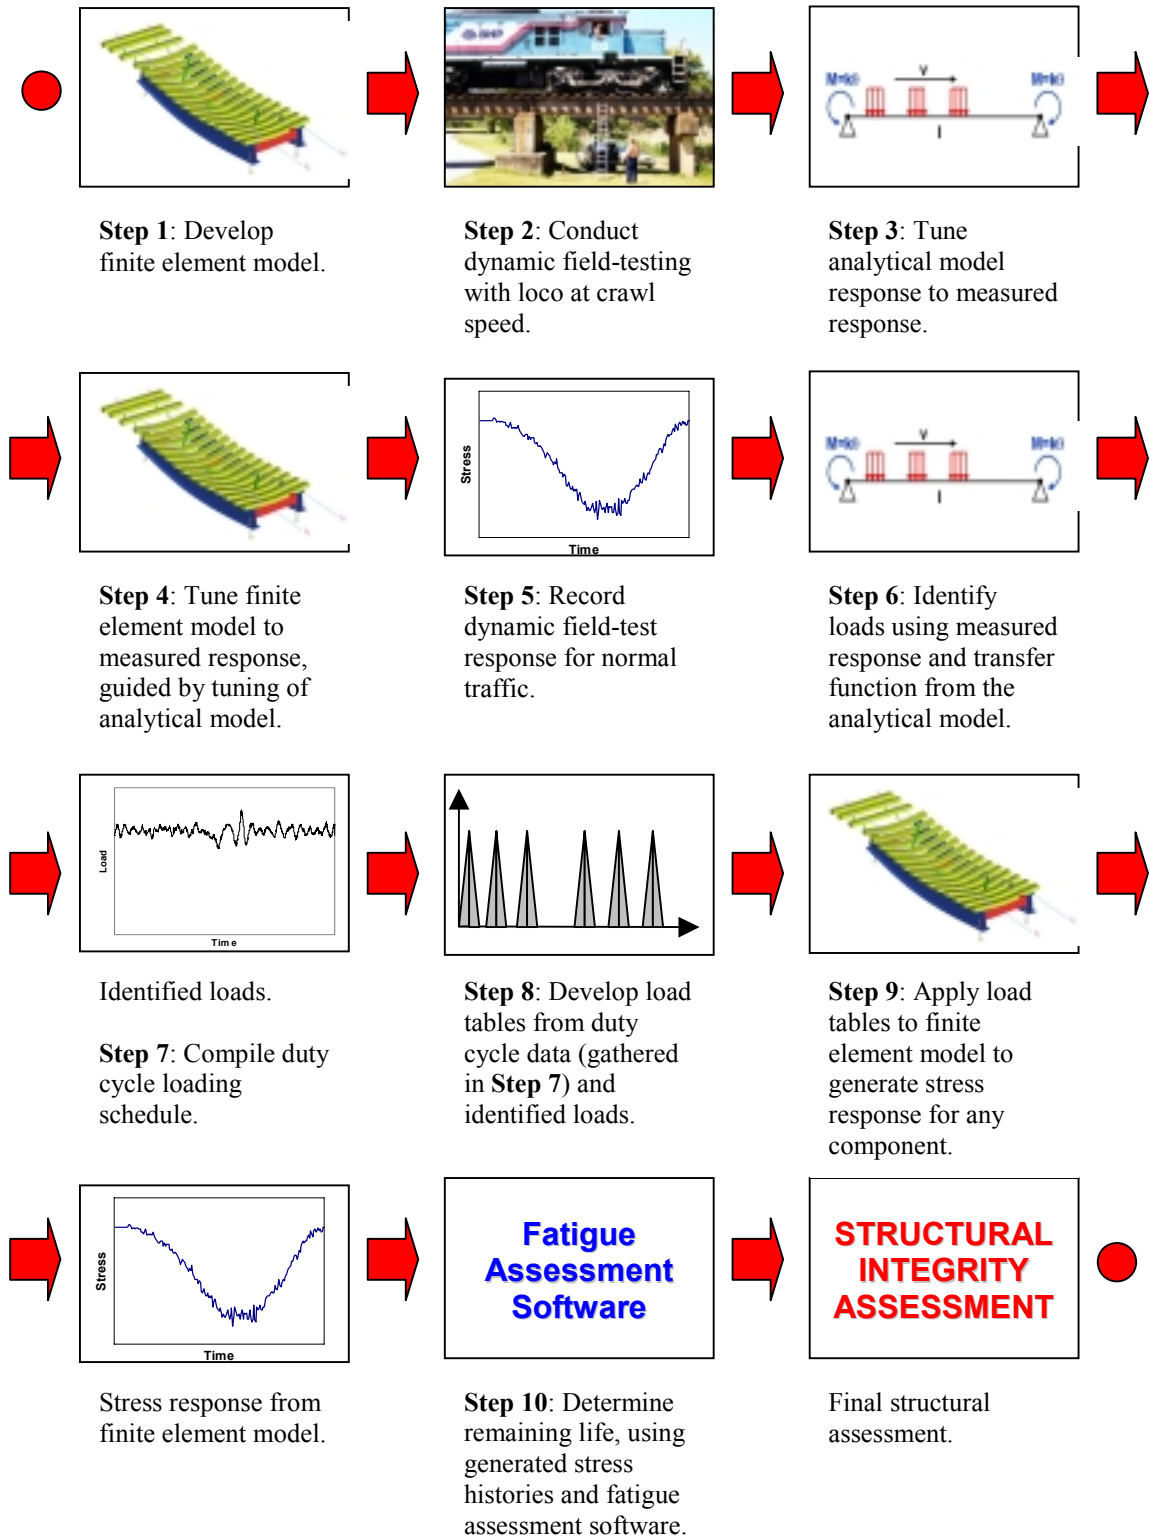 BHP
M=kθ
V
M=kθ
I
Step 1: Develop
finite element model.
Step 2: Conduct
dynamic field-testing
with loco at crawl
speed.
Step 3: Tune
analytical model
response to measured
response.
Stress
Time
M=kθ
V
M=kθ
I
Step 4: Tune finite
element model to
measured response,
guided by tuning of
analytical model.
Step 5: Record
dynamic field-test
response for normal
traffic.
Step 6: Identify
loads using measured
response and transfer
function from the
analytical model.
Load
Time
Identified loads.
Step 7: Compile duty
cycle loading
schedule.
Step 8: Develop load
tables from duty
cycle data (gathered
in Step 7) and
identified loads.
Step 9: Apply load
tables to finite
element model to
generate stress
response for any
component.
Stress
Time
Fatigue
Assessment
Software
STRUCTURAL
INTEGRITY
ASSESSMENT
Stress response from
finite element model.
Step 10: Determine
remaining life, using
generated stress
histories and fatigue
assessment software.
Final structural
assessment.